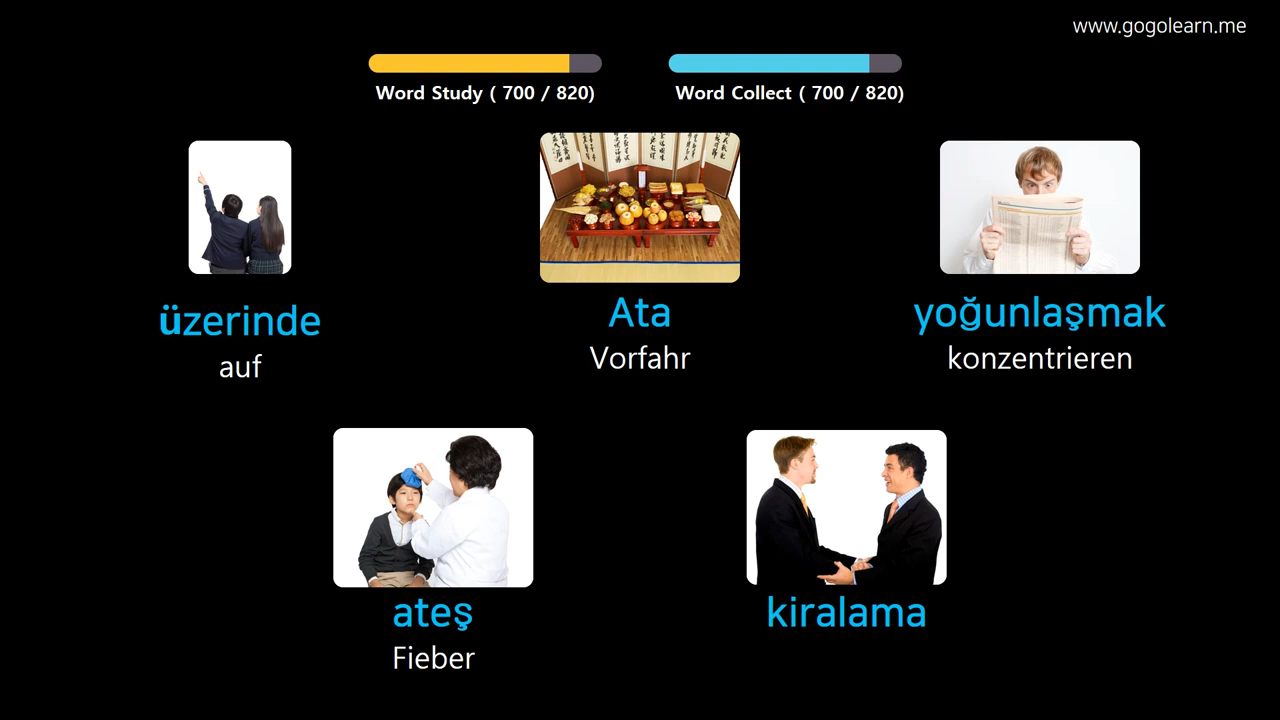 www.gogolearn.me
Word Study ( 700 / 820)
Word Collect ( 700 / 820)
üzerinde
auf
Ata
Vorfahr
yoğunlaşmak
konzentrieren
ateş
Fieber
kiralama